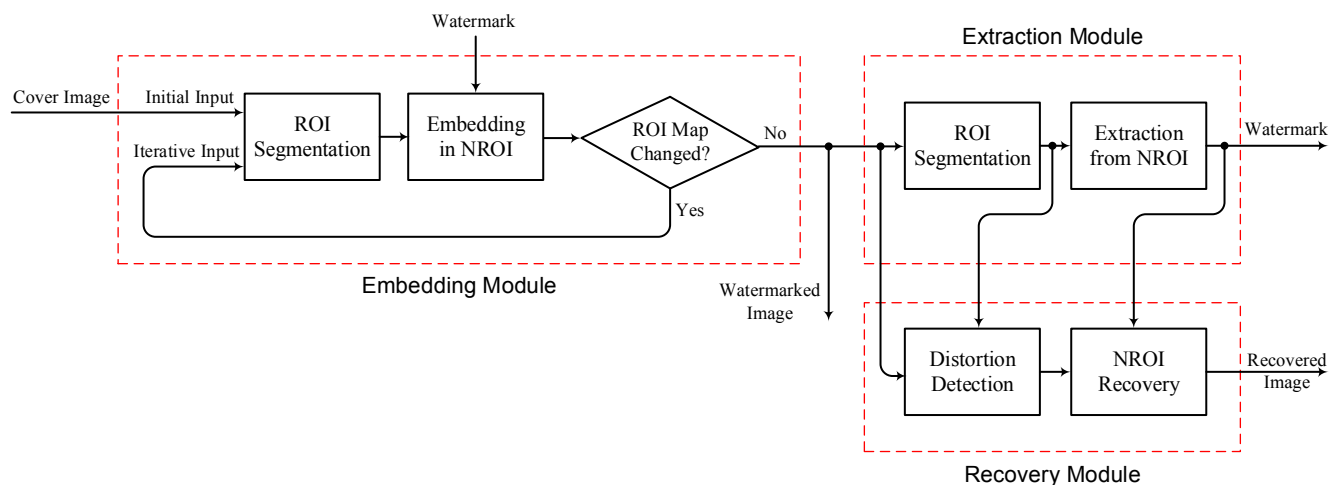 Watermark
Extraction Module
Cover Image
Initial Input
Iterative Input
ROI
Segmentation
Embedding
in NROI
ROI Map
Changed?
No
Yes
Embedding Module
Watermarked
Image
ROI
Segmentation
Extraction
from NROI
Watermark
Distortion
Detection
NROI
Recovery
Recovered
Image
Recovery Module